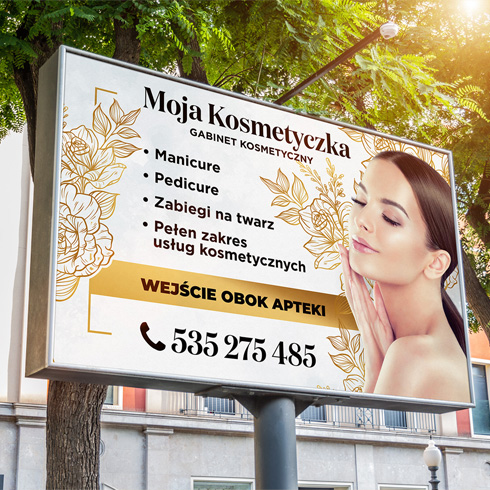 Moja Kosmetyczka
GABINET KOSMETYCZNY
• Manicure
• Pedicure
• Zabiegi na twarz
• Pełen zakres
usług kosmetycznych
WEJŚCIE OBOK APTEKI
535 275 485